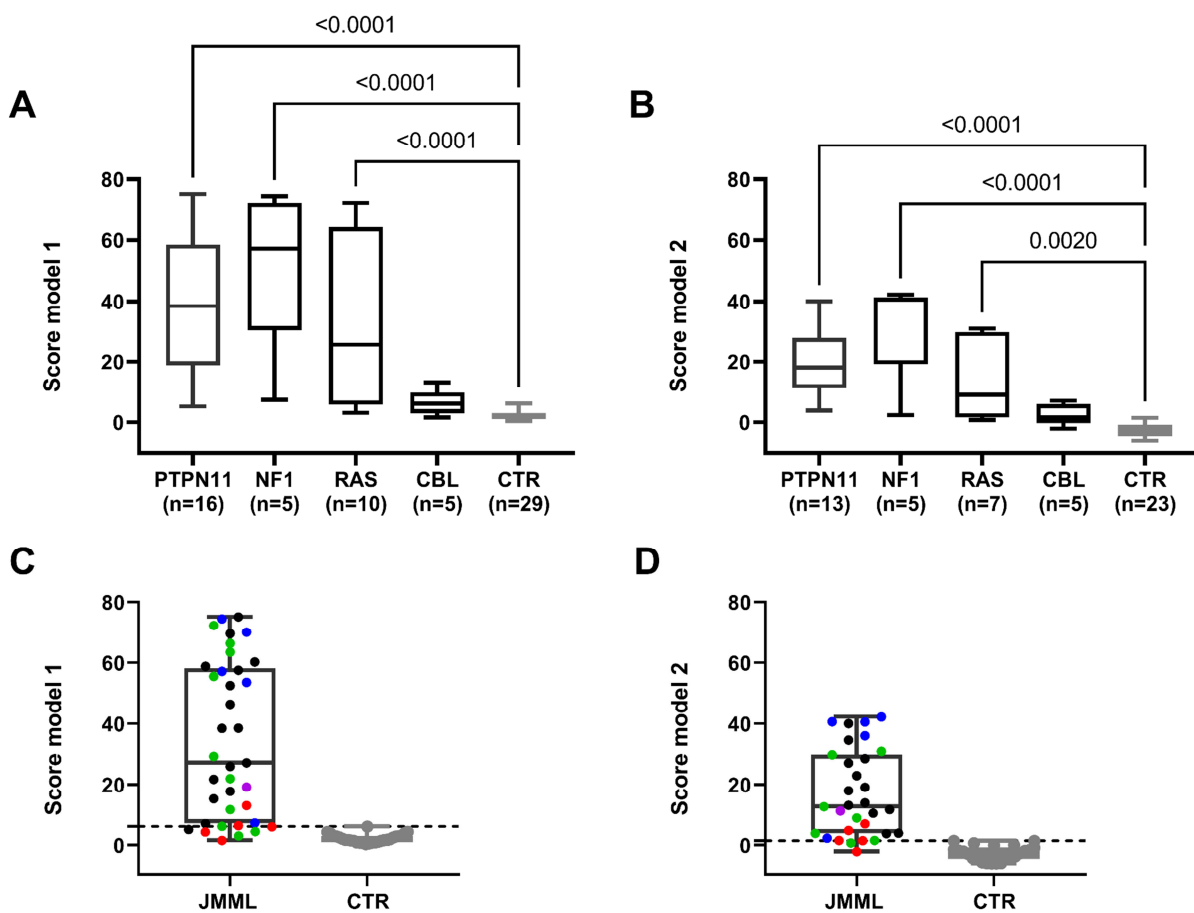 A
<0.0001
<0.0001
<0.0001
Score model 1
80
60
40
20
0
PTPN11 NF1 RAS CBL CTR
(n=16) (n=5) (n=10) (n=5) (n=29)
B
<0.0001
<0.0001
0.0020
Score model 2
80
60
40
20
0
PTPN11 NF1 RAS CBL CTR
(n=13) (n=5) (n=7) (n=5) (n=23)
C
Score model 1
80
60
40
20
0
JMML CTR
D
Score model 2
80
60
40
20
0
JMML CTR